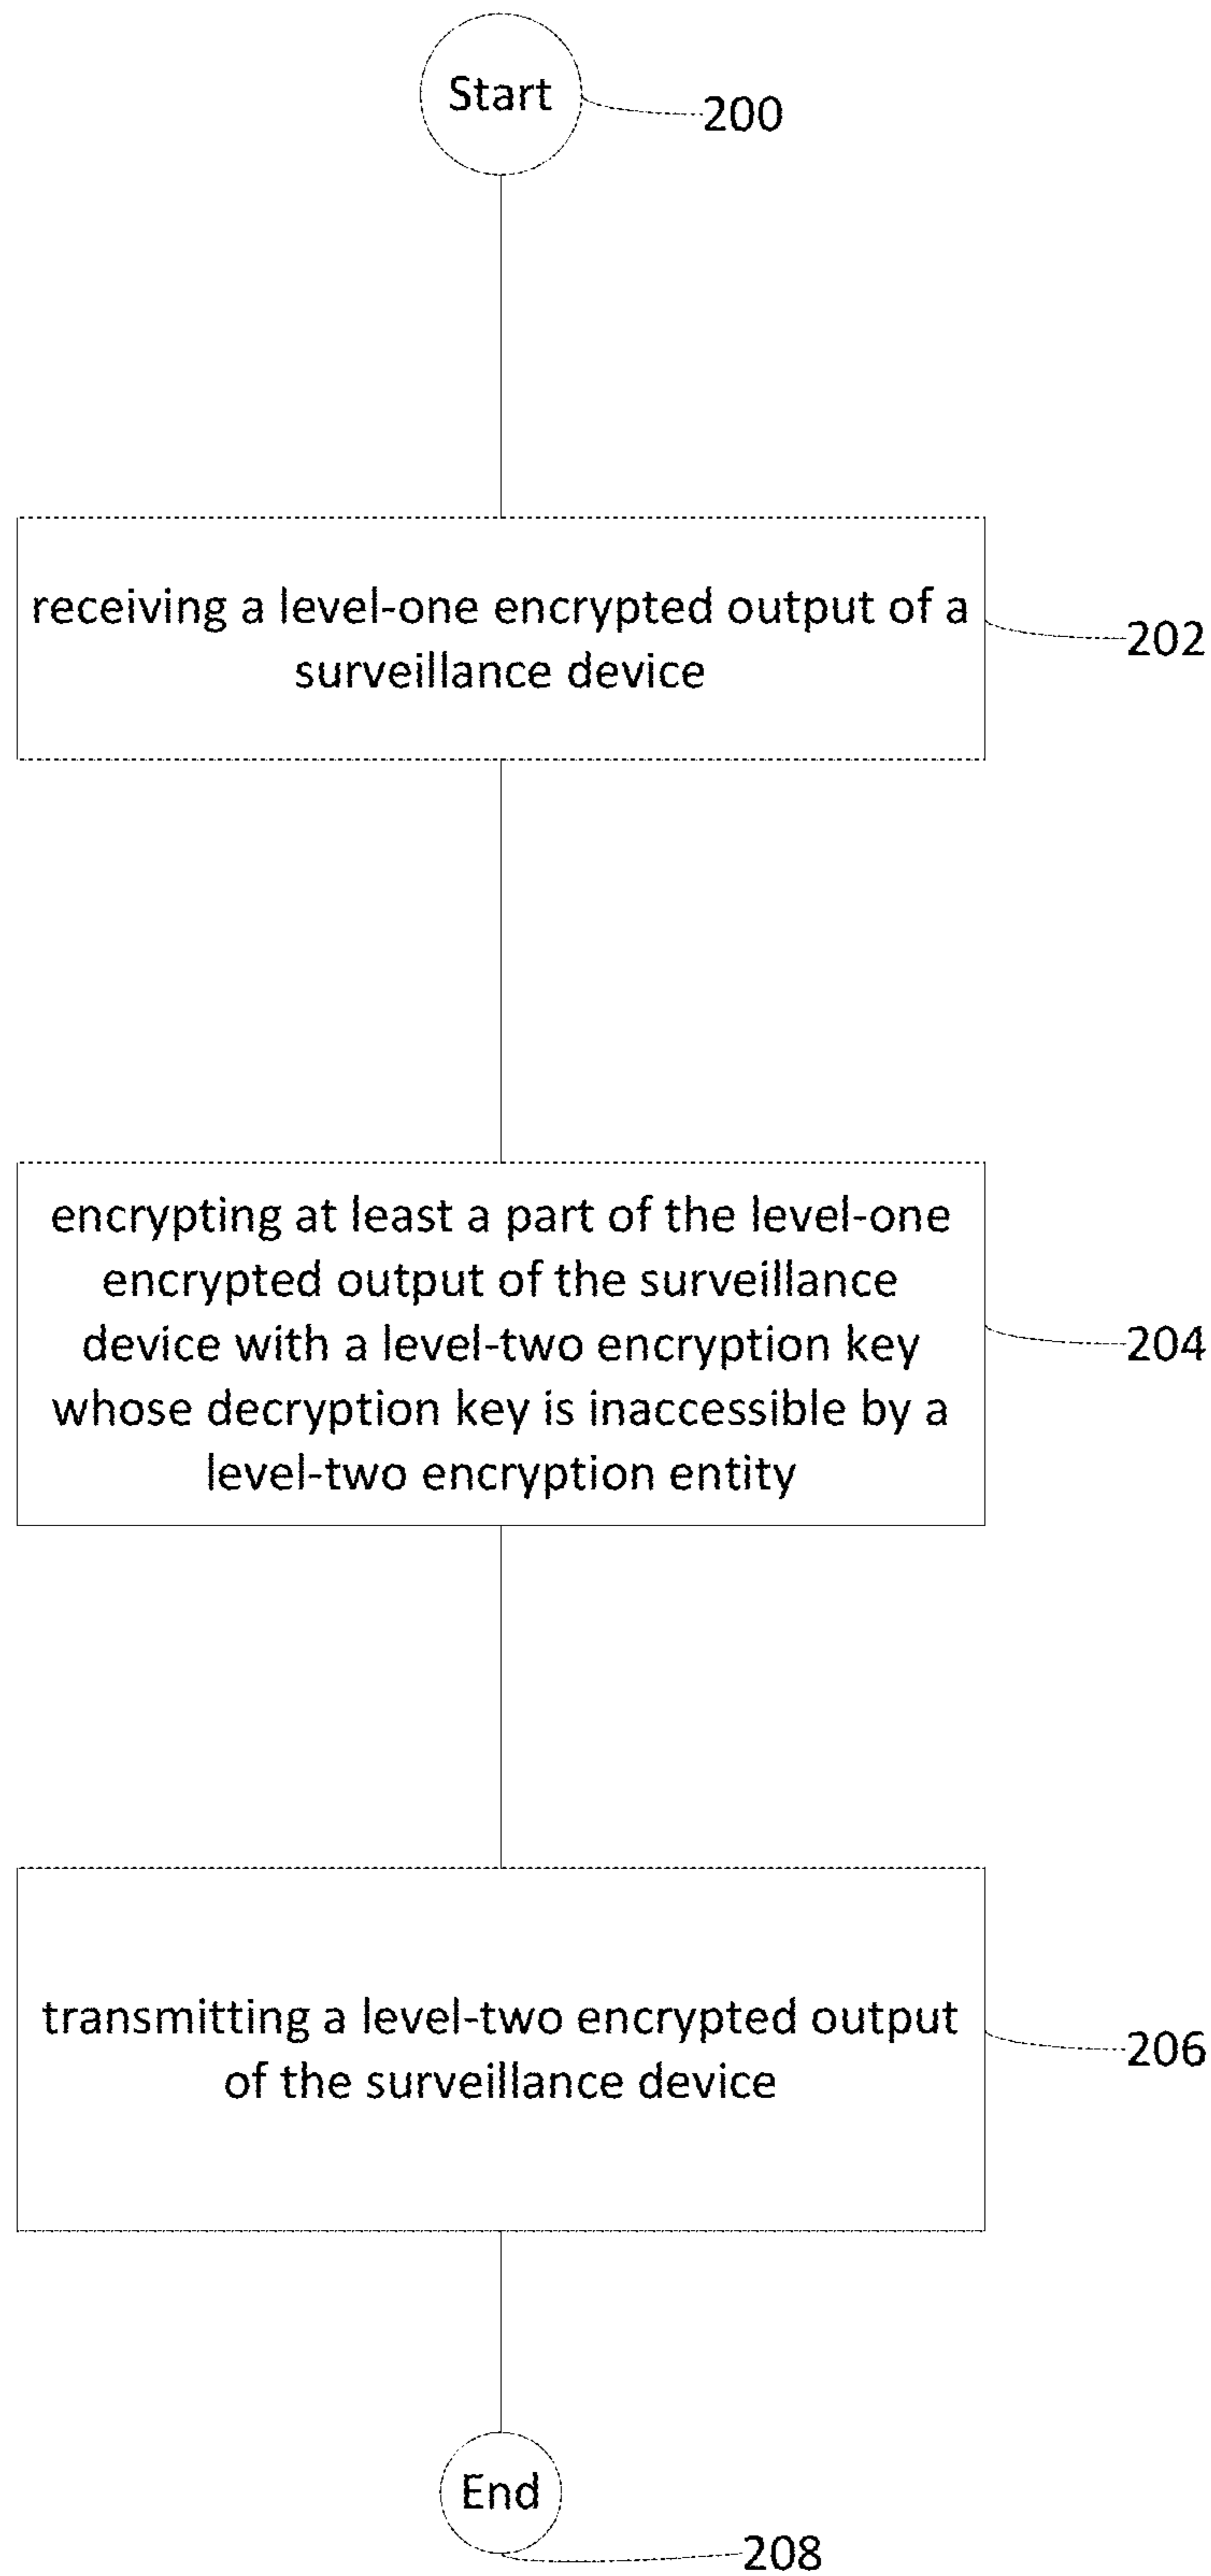 Start
200
receiving a level-one encrypted output of a
surveillance device
202
encrypting at least a part of the level-one
encrypted output of the surveillance
device with a level-two encryption key
whose decryption key is inaccessible by a
level-two encryption entity
204
transmitting a level-two encrypted output
of the surveillance device
206
End
208